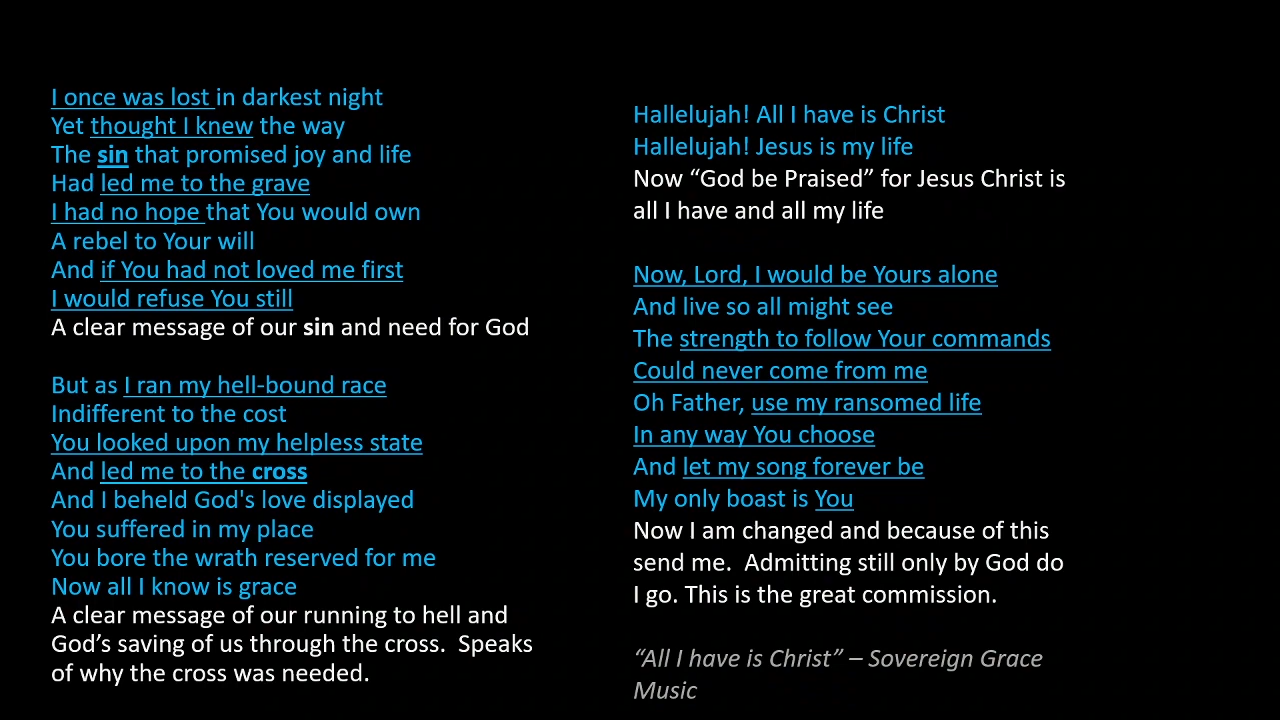 I once was lost in darkest night
Yet thought I knew the way
The sin that promised joy and life
Had led me to the grave
I had no hope that You would own
A rebel to Your will
And if You had not loved me first
I would refuse You still
A clear message of our sin and need for God
But as I ran my hell-bound race
Indifferent to the cost
You looked upon my helpless state
And led me to the cross
And I beheld God's love displayed
You suffered in my place
You bore the wrath reserved for me
Now all I know is grace
A clear message of our running to hell and
God’s saving of us through the cross.  Speaks
of why the cross was needed.
Hallelujah! All I have is Christ
Hallelujah! Jesus is my life
Now “God be Praised” for Jesus Christ is
all I have and all my life
Now, Lord, I would be Yours alone
And live so all might see
The strength to follow Your commands
Could never come from me
Oh Father, use my ransomed life
In any way You choose
And let my song forever be
My only boast is You
Now I am changed and because of this
send me.  Admitting still only by God do
I go. This is the great commission.
“All I have is Christ” – Sovereign Grace
Music